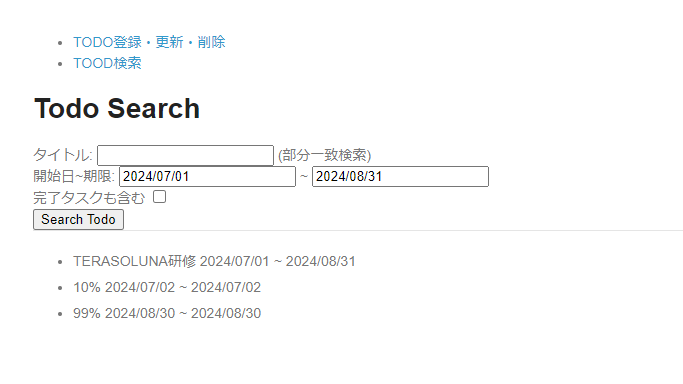 TODO登録・更新・削除
TOOD検索
Todo Search
タイトル: (部分一致検索)
開始日~期限: 2024/07/01 ~ 2024/08/31
完了タスクも含む
Search Todo
TERASOLUNA研修 2024/07/01 ~ 2024/08/31
10% 2024/07/02 ~ 2024/07/02
99% 2024/08/30 ~ 2024/08/30